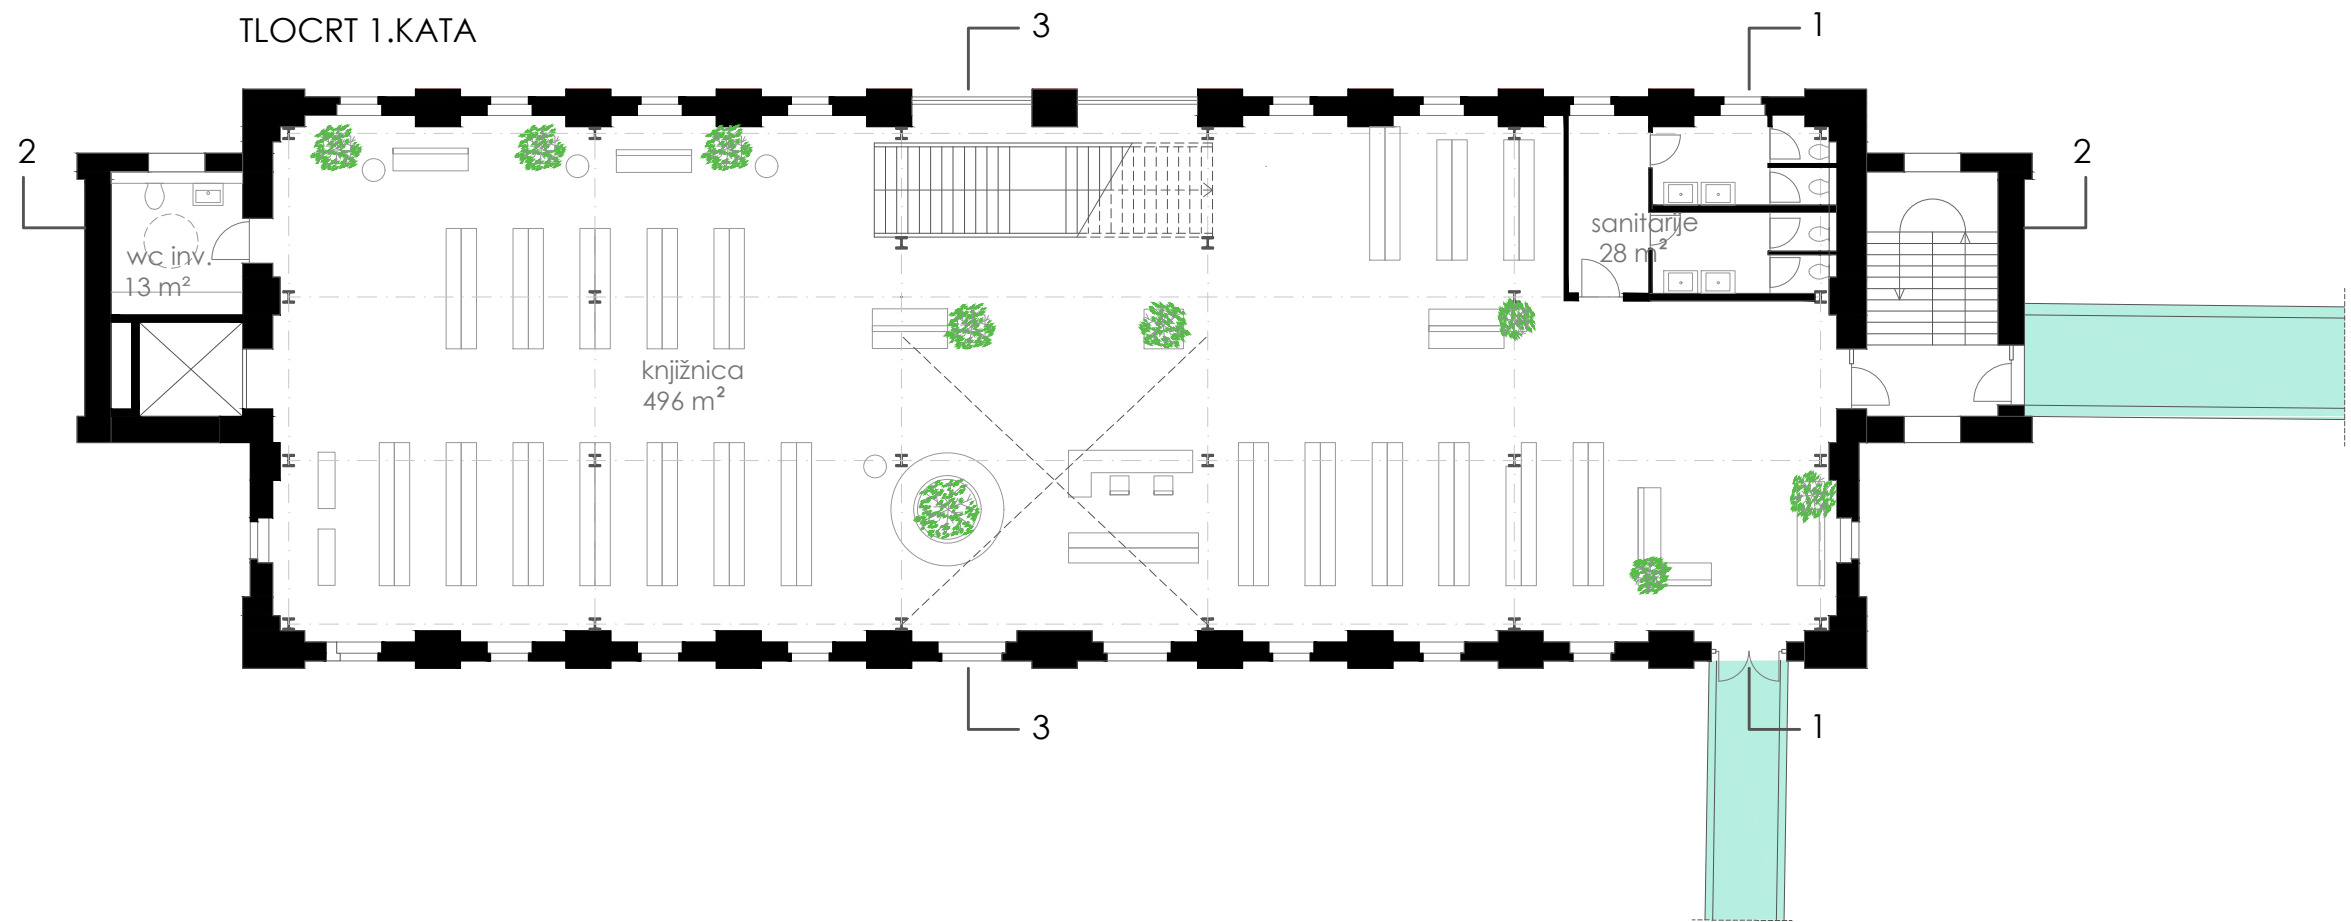 TLOCRT 1.KATA
3
1
2
2
wc inv.
13 m²
sanitarije
28 m²
knjižnica
496 m²
3
1